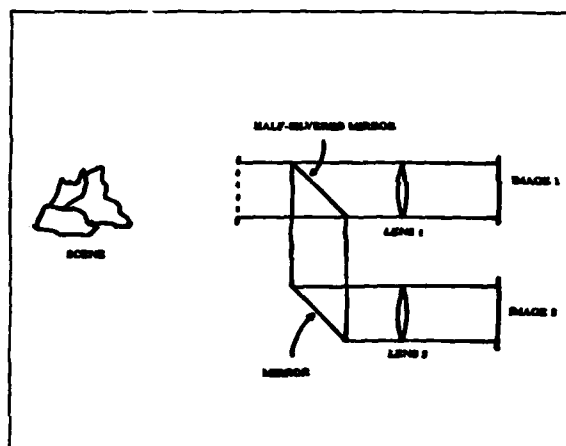 HALF-SILVERED MIRROR
IMAGE 1
LENS 1
SCENE
IMAGE 2
LENS 2
MIRROR